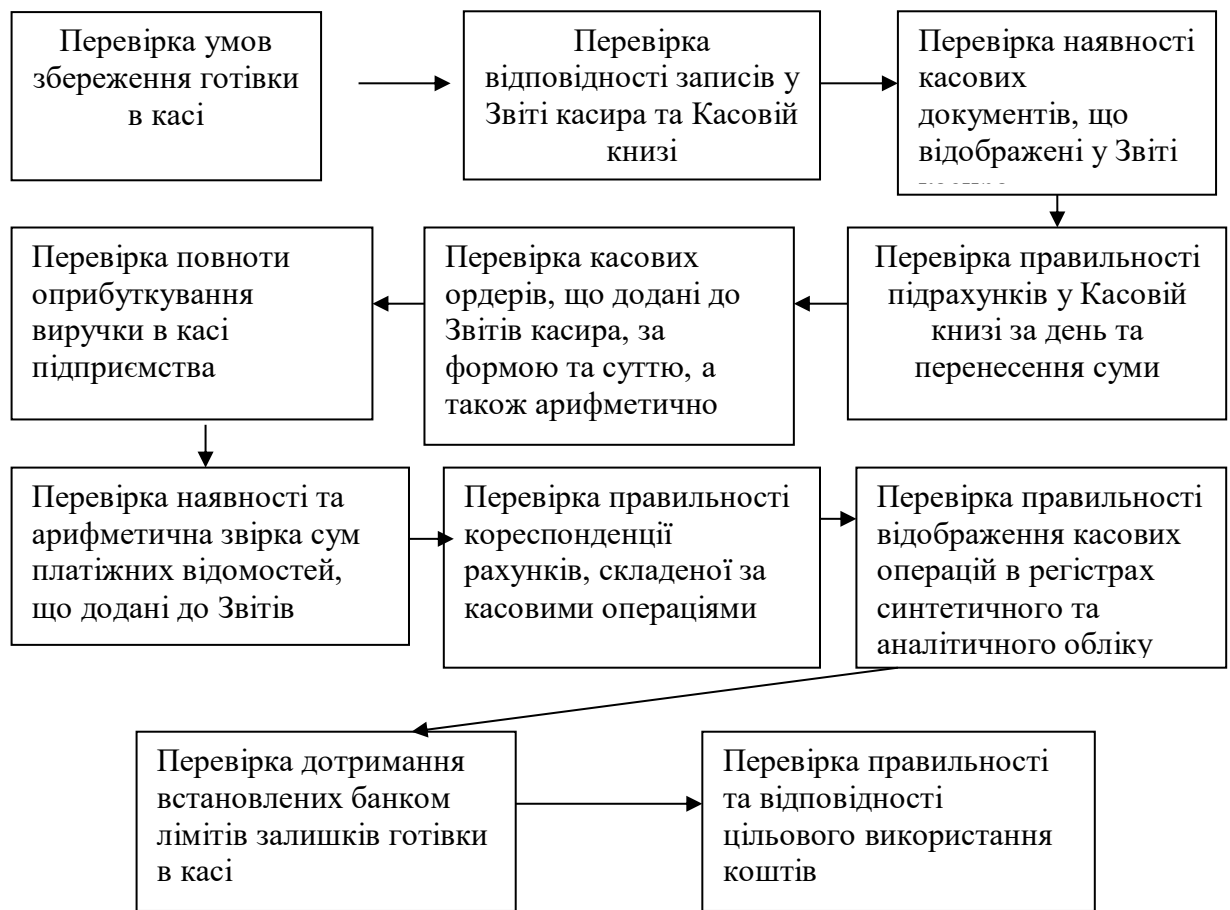 Перевірка умов
збереження готівки
в касі
Перевірка
відповідності записів у
Звіті касира та Касовій
книзі
Перевірка наявності
касових
документів, що
відображені у Звіті
Перевірка правильності
підрахунків у Касовій
книзі за день та
перенесення суми
Перевірка касових
ордерів, що додані до
Звітів касира, за
формою та суттю, а
також арифметично
Перевірка повноти
оприбуткування
виручки в касі
підприємства
Перевірка наявності та
арифметична звірка сум
платіжних відомостей,
що додані до Звітів
Перевірка правильності
кореспонденції
рахунків, складеної за
касовими операціями
Перевірка правильності
відображення касових
операцій в регістрах
синтетичного та
аналітичного обліку
Перевірка дотримання
встановлених банком
лімітів залишків готівки
в касі
Перевірка правильності
та відповідності
цільового використання
коштів